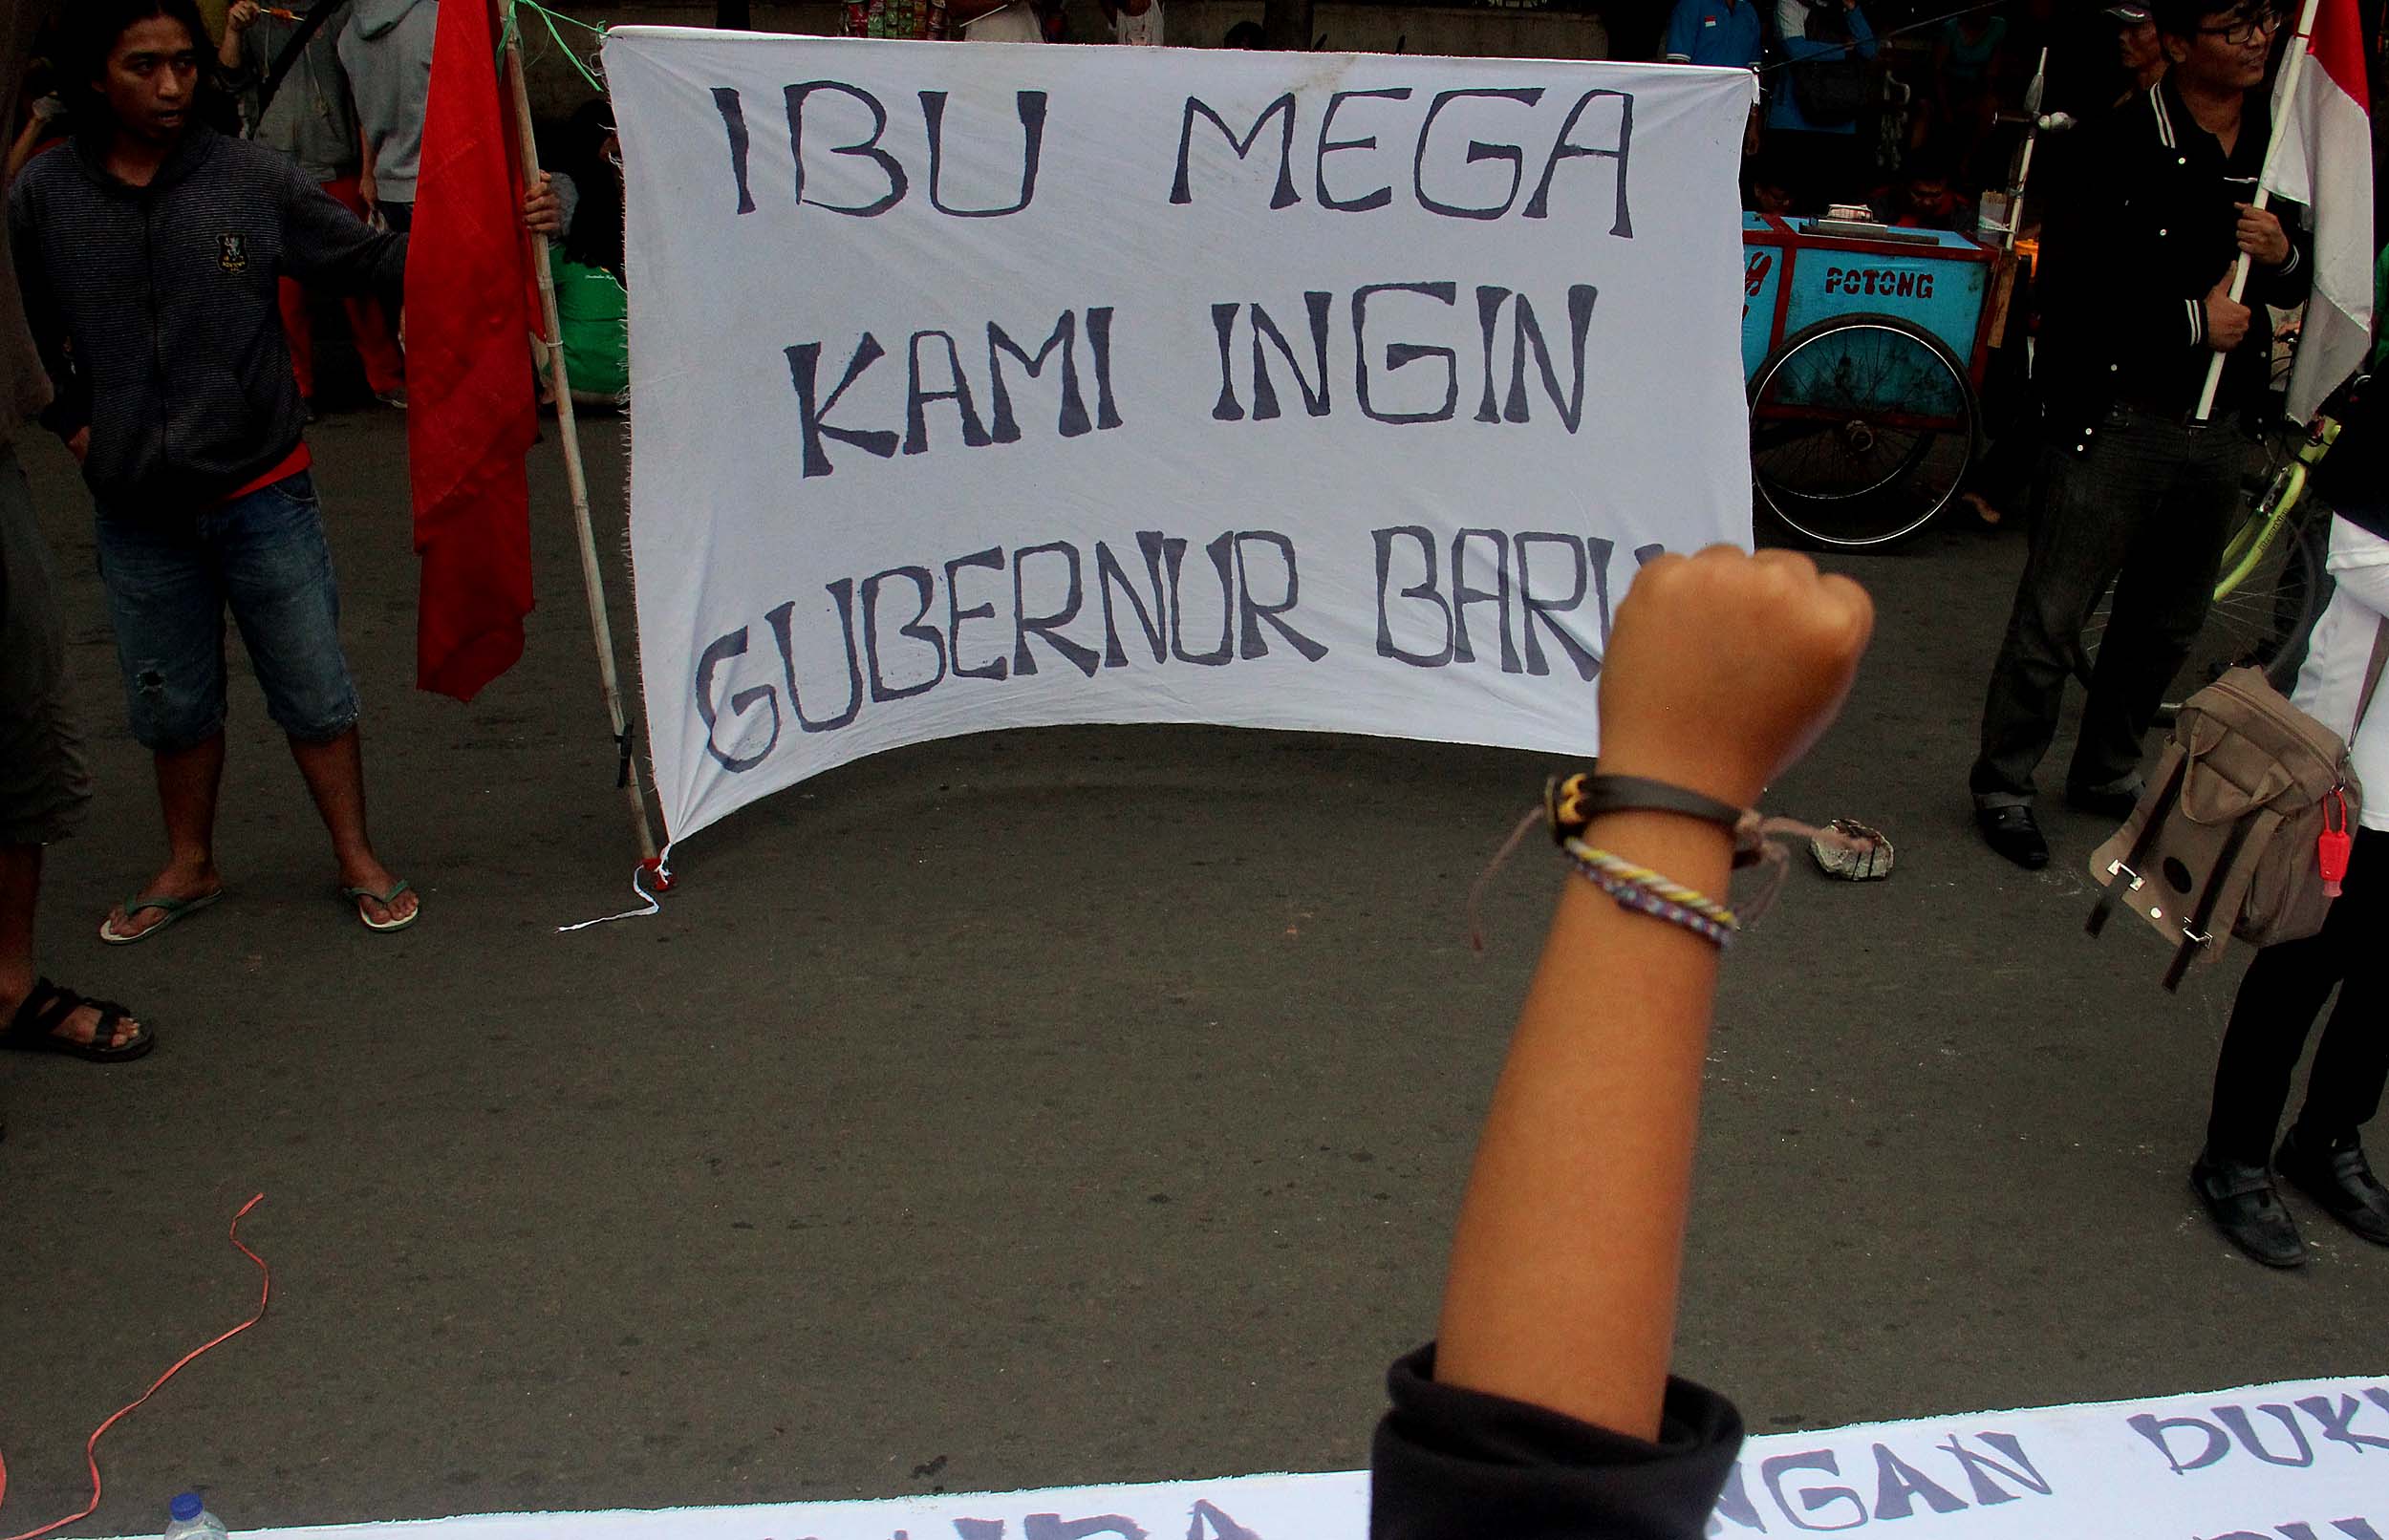 IBU MEGA
KAMI INGIN
GUBERNUR BARU
POTONG